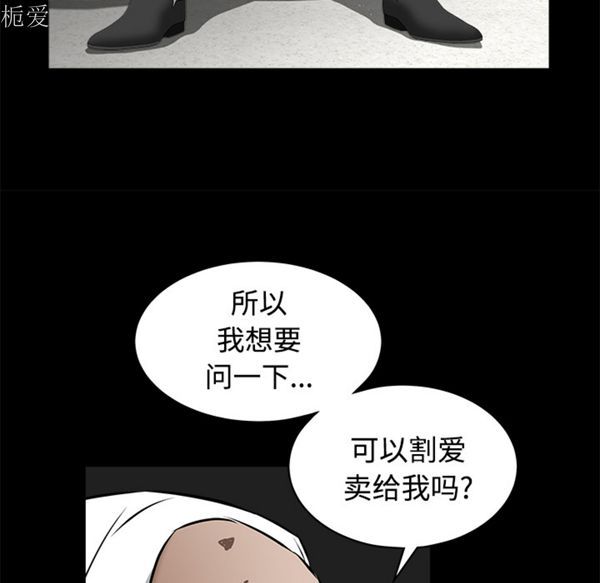 栀爱
所以
我想要
问一下...
可以割爱
卖给我吗?